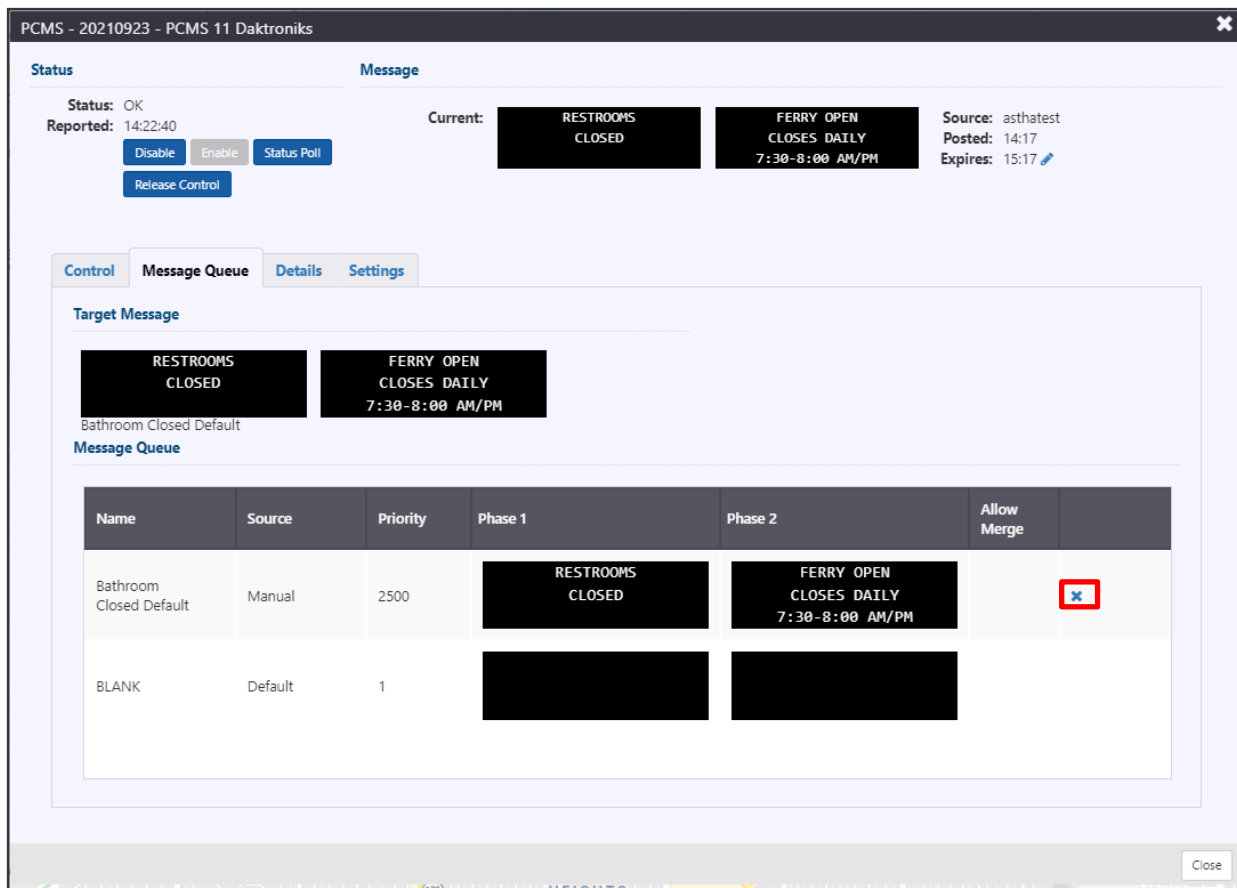 PCMS - 20210923 - PCMS 11 Daktroniks
Status
Message
Status: OK
Reported: 14:22:40
Disable
Enable
Status Poll
Release Control
Current:
RESTROOMS
CLOSED
FERRY OPEN
CLOSES DAILY
7:30-8:00 AM/PM
Source: asthatest
Posted: 14:17
Expires: 15:17
Control
Message Queue
Details
Settings
Target Message
RESTROOMS
CLOSED
FERRY OPEN
CLOSES DAILY
7:30-8:00 AM/PM
Bathroom Closed Default
Message Queue
Name
Source
Priority
Phase 1
Phase 2
Allow
Merge
Bathroom
Closed Default
Manual
2500
RESTROOMS
CLOSED
FERRY OPEN
CLOSES DAILY
7:30-8:00 AM/PM
BLANK
Default
1
Close